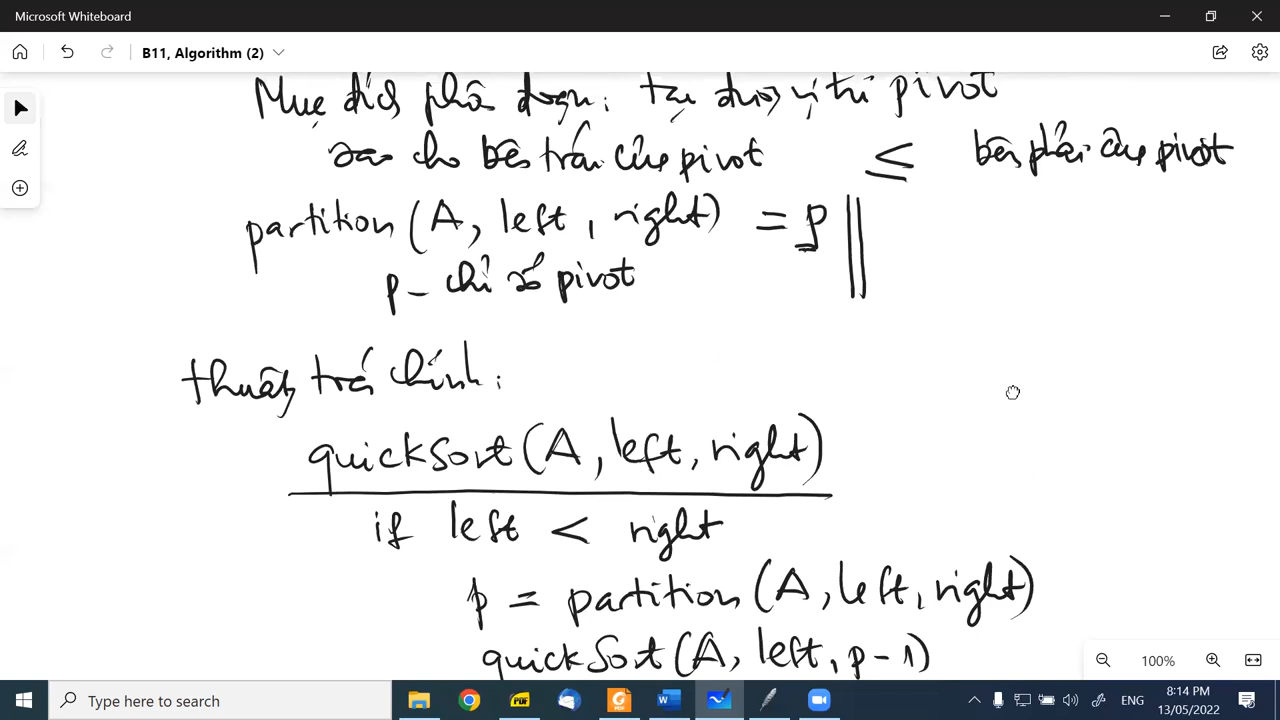 Microsoft Whiteboard
B11, Algorithm (2)
Mục đích phân đoạn: tạo được vị trí pivot
sao cho bên trái của pivot ≤ bên phải của pivot
partition (A, left, right) = p
p - chỉ số pivot
thuật toán chính:
quickSort (A, left, right)
if left < right
p = partition (A, left, right)
quickSort (A, left, p-1)
100%
Type here to search
ENG
8:14 PM
13/05/2022